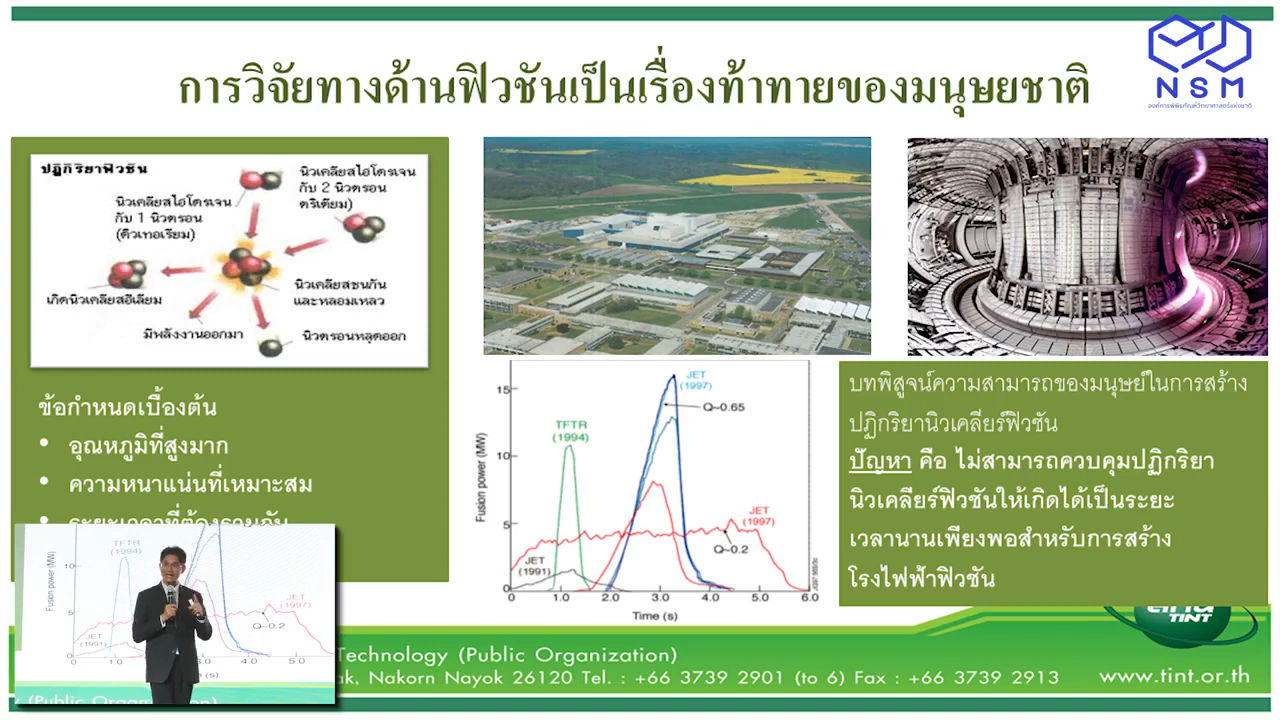 การวิจัยทางด้านฟิวชันเป็นเรื่องท้าทายของมนุษยชาติ
NSM
องค์การพิพิธภัณฑ์วิทยาศาสตร์แห่งชาติ
ปฏิกิริยาฟิวชัน
นิวเคลียสไฮโดรเจน
กับ 2 นิวตรอน
ตริเตียม)
นิวเคลียสไฮโดรเจน
กับ 1 นิวตรอน
(ดิวเทอเรียม)
เกิดนิวเคลียสฮีเลียม
นิวเคลียสชนกัน
และหลอมเหลว
มีพลังงานออกมา
นิวตรอนหลุดออก
ข้อกำหนดเบื้องต้น
• อุณหภูมิที่สูงมาก
• ความหนาแน่นที่เหมาะสม
Fusion power (MW)
15
10
5
0
JET
(1997)
Q~0.65
TFTR
(1994)
JET
(1997)
Q~0.2
JET
(1991)
0 1.0 2.0 3.0 4.0 5.0 6.0
Time (s)
บทพิสูจน์ความสามารถของมนุษย์ในการสร้าง
ปฏิกิริยานิวเคลียร์ฟิวชัน
ปัญหา คือ ไม่สามารถควบคุมปฏิกริยา
นิวเคลียร์ฟิวชันให้เกิดได้เป็นระยะ
เวลานานเพียงพอสำหรับการสร้าง
โรงไฟฟ้าฟิวชัน
TINT
Technology (Public Organization)
ak, Nakorn Nayok 26120 Tel. : +66 3739 2901 (to 6) Fax : +66 3739 2913
www.tint.or.th
Fusion power (MW)
10
5
0
TFTR
(1994)
JET
(1997)
Q~0.2
JET
(1991)
1.0
3.0 4.0 5.0
(Public Organization)